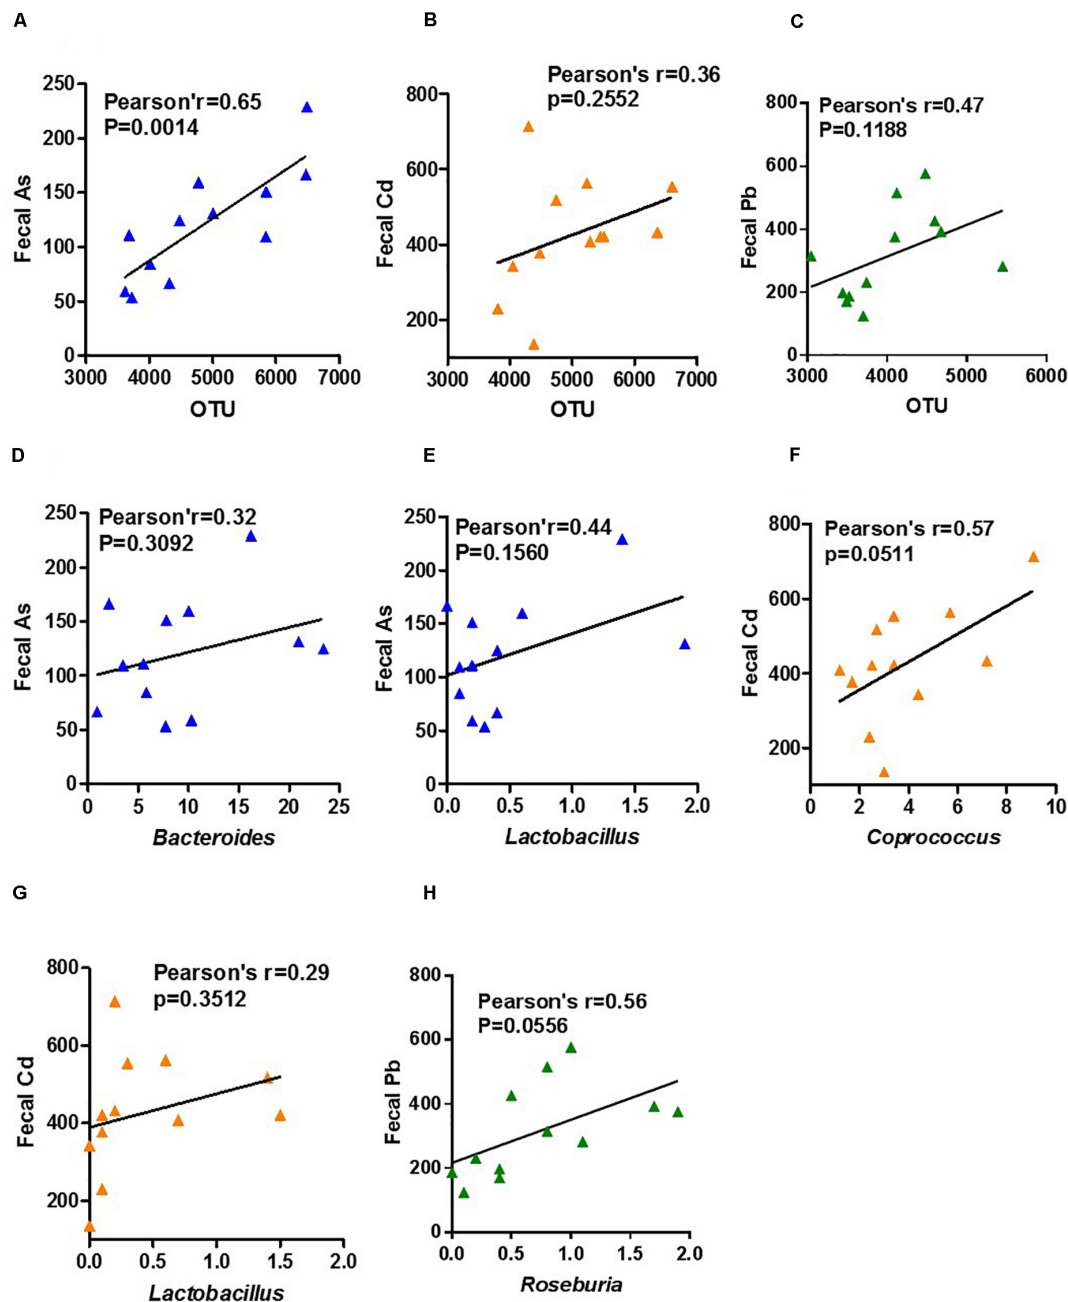 A
Pearson'r=0.65
P=0.0014
250
200
150
100
50
0
Fecal As
3000 4000 5000 6000 7000
OTU
B
Pearson's r=0.36
p=0.2552
800
600
400
200
Fecal Cd
3000 4000 5000 6000 7000
OTU
C
Pearson's r=0.47
P=0.1188
800
600
400
200
0
Fecal Pb
3000 4000 5000 6000
OTU
D
Pearson'r=0.32
P=0.3092
250
200
150
100
50
0
Fecal As
0 5 10 15 20 25
Bacteroides
E
Pearson'r=0.44
P=0.1560
250
200
150
100
50
0
Fecal As
0.0 0.5 1.0 1.5 2.0
Lactobacillus
F
Pearson's r=0.57
p=0.0511
800
600
400
200
Fecal Cd
0 2 4 6 8 10
Coprococcus
G
Pearson's r=0.29
p=0.3512
800
600
400
200
Fecal Cd
0.0 0.5 1.0 1.5 2.0
Lactobacillus
H
Pearson's r=0.56
P=0.0556
800
600
400
200
0
Fecal Pb
0.0 0.5 1.0 1.5 2.0
Roseburia